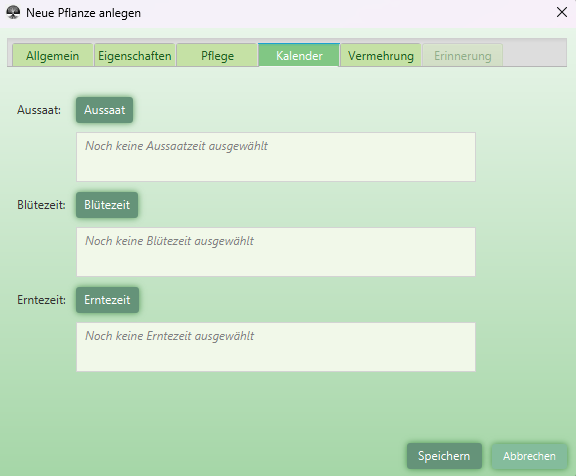 Neue Pflanze anlegen
Allgemein Eigenschaften Pflege Kalender Vermehrung Erinnerung
Aussaat: Aussaat
Noch keine Aussaatzeit ausgewählt
Blütezeit: Blütezeit
Noch keine Blütezeit ausgewählt
Erntezeit: Erntezeit
Noch keine Erntezeit ausgewählt
Speichern Abbrechen